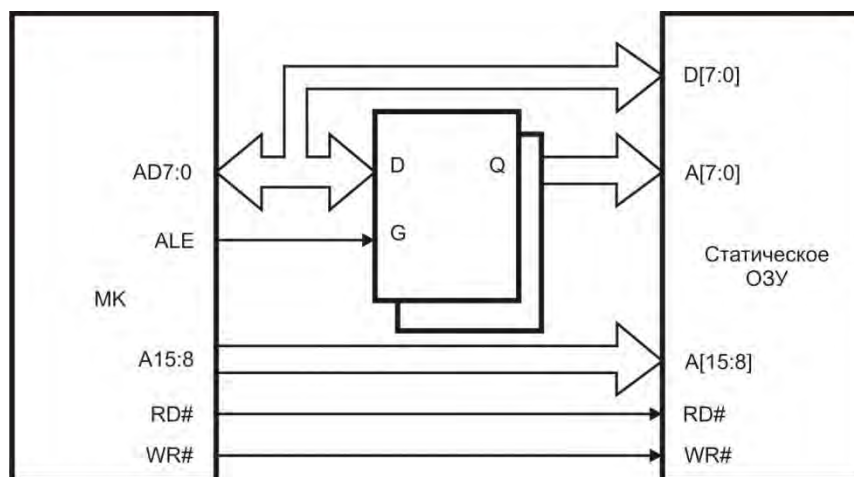 D[7:0]
AD7:0
D
Q
A[7:0]
ALE
G
Статическое
ОЗУ
МК
A15:8
A[15:8]
RD#
RD#
WR#
WR#